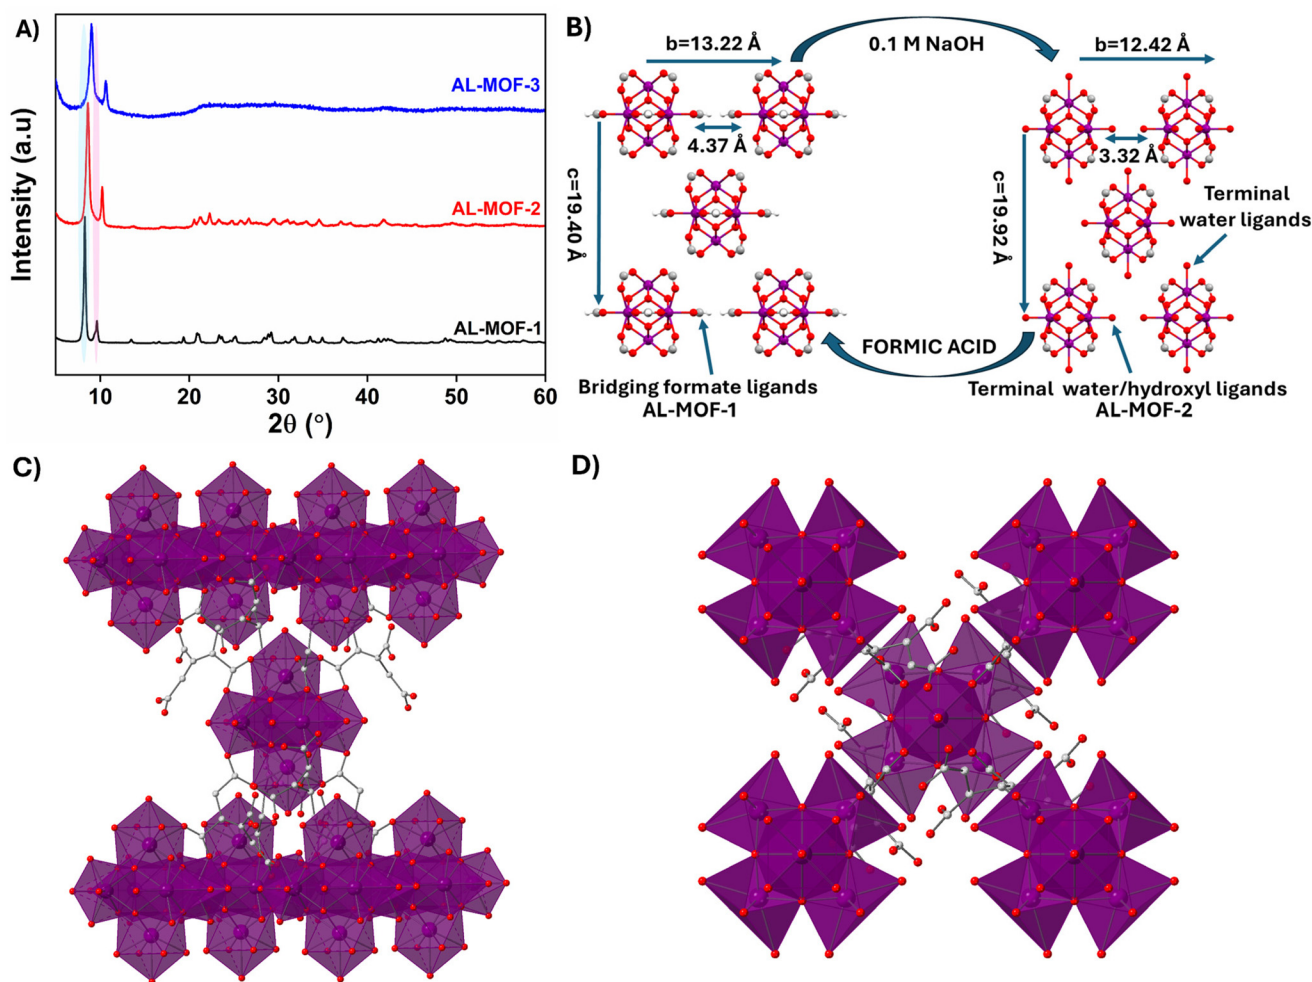 A)
Intensity (a.u)
AL-MOF-3
AL-MOF-2
AL-MOF-1
10
20
30
40
50
60
2θ (°)
B)
b=13.22 Å
0.1 M NaOH
b=12.42 Å
4.37 Å
3.32 Å
c=19.40 Å
c=19.92 Å
Terminal
water ligands
FORMIC ACID
Bridging formate ligands
AL-MOF-1
Terminal water/hydroxyl ligands
AL-MOF-2
C)
D)